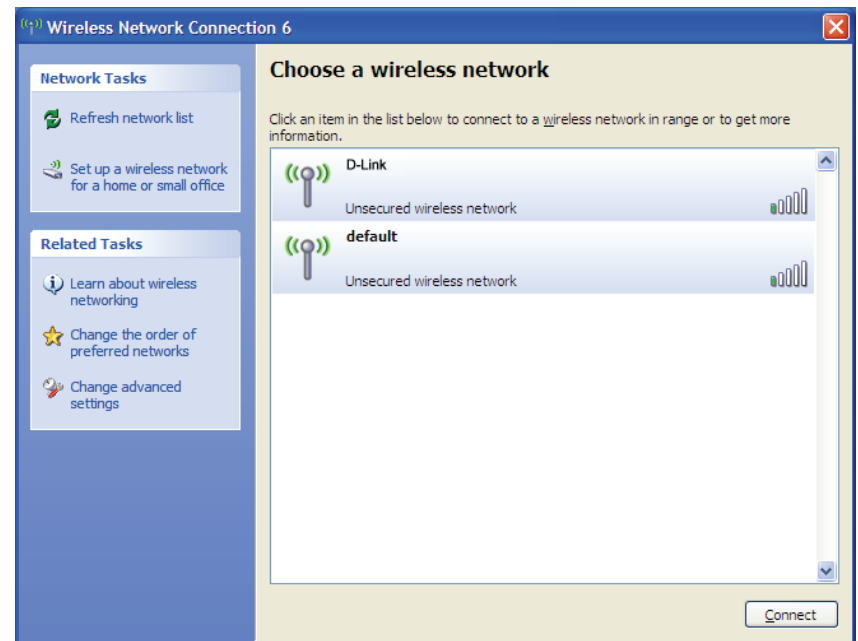 Wireless Network Connection 6
Network Tasks
Refresh network list
Set up a wireless network
for a home or small office
Related Tasks
Learn about wireless
networking
Change the order of
preferred networks
Change advanced
settings
Choose a wireless network
Click an item in the list below to connect to a wireless network in range or to get more
information.
D-Link
Unsecured wireless network
default
Unsecured wireless network
Connect